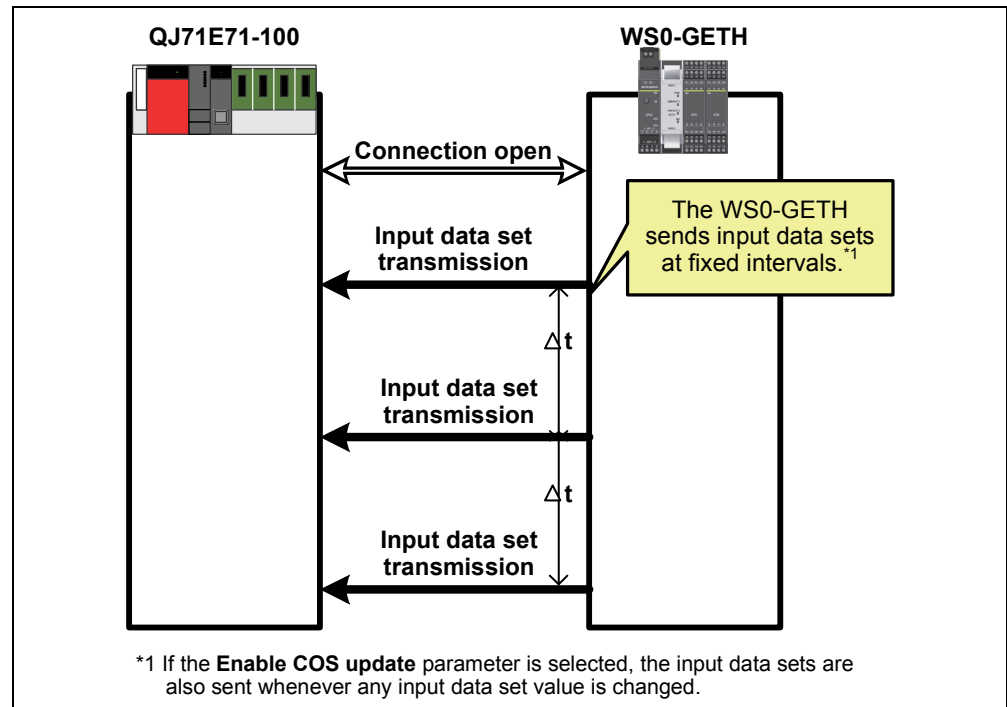 QJ71E71-100
WS0-GETH
Connection open
The WS0-GETH
sends input data sets
at fixed intervals.*1
Input data set
transmission
Δt
Input data set
transmission
Δt
Input data set
transmission
*1 If the Enable COS update parameter is selected, the input data sets are
also sent whenever any input data set value is changed.